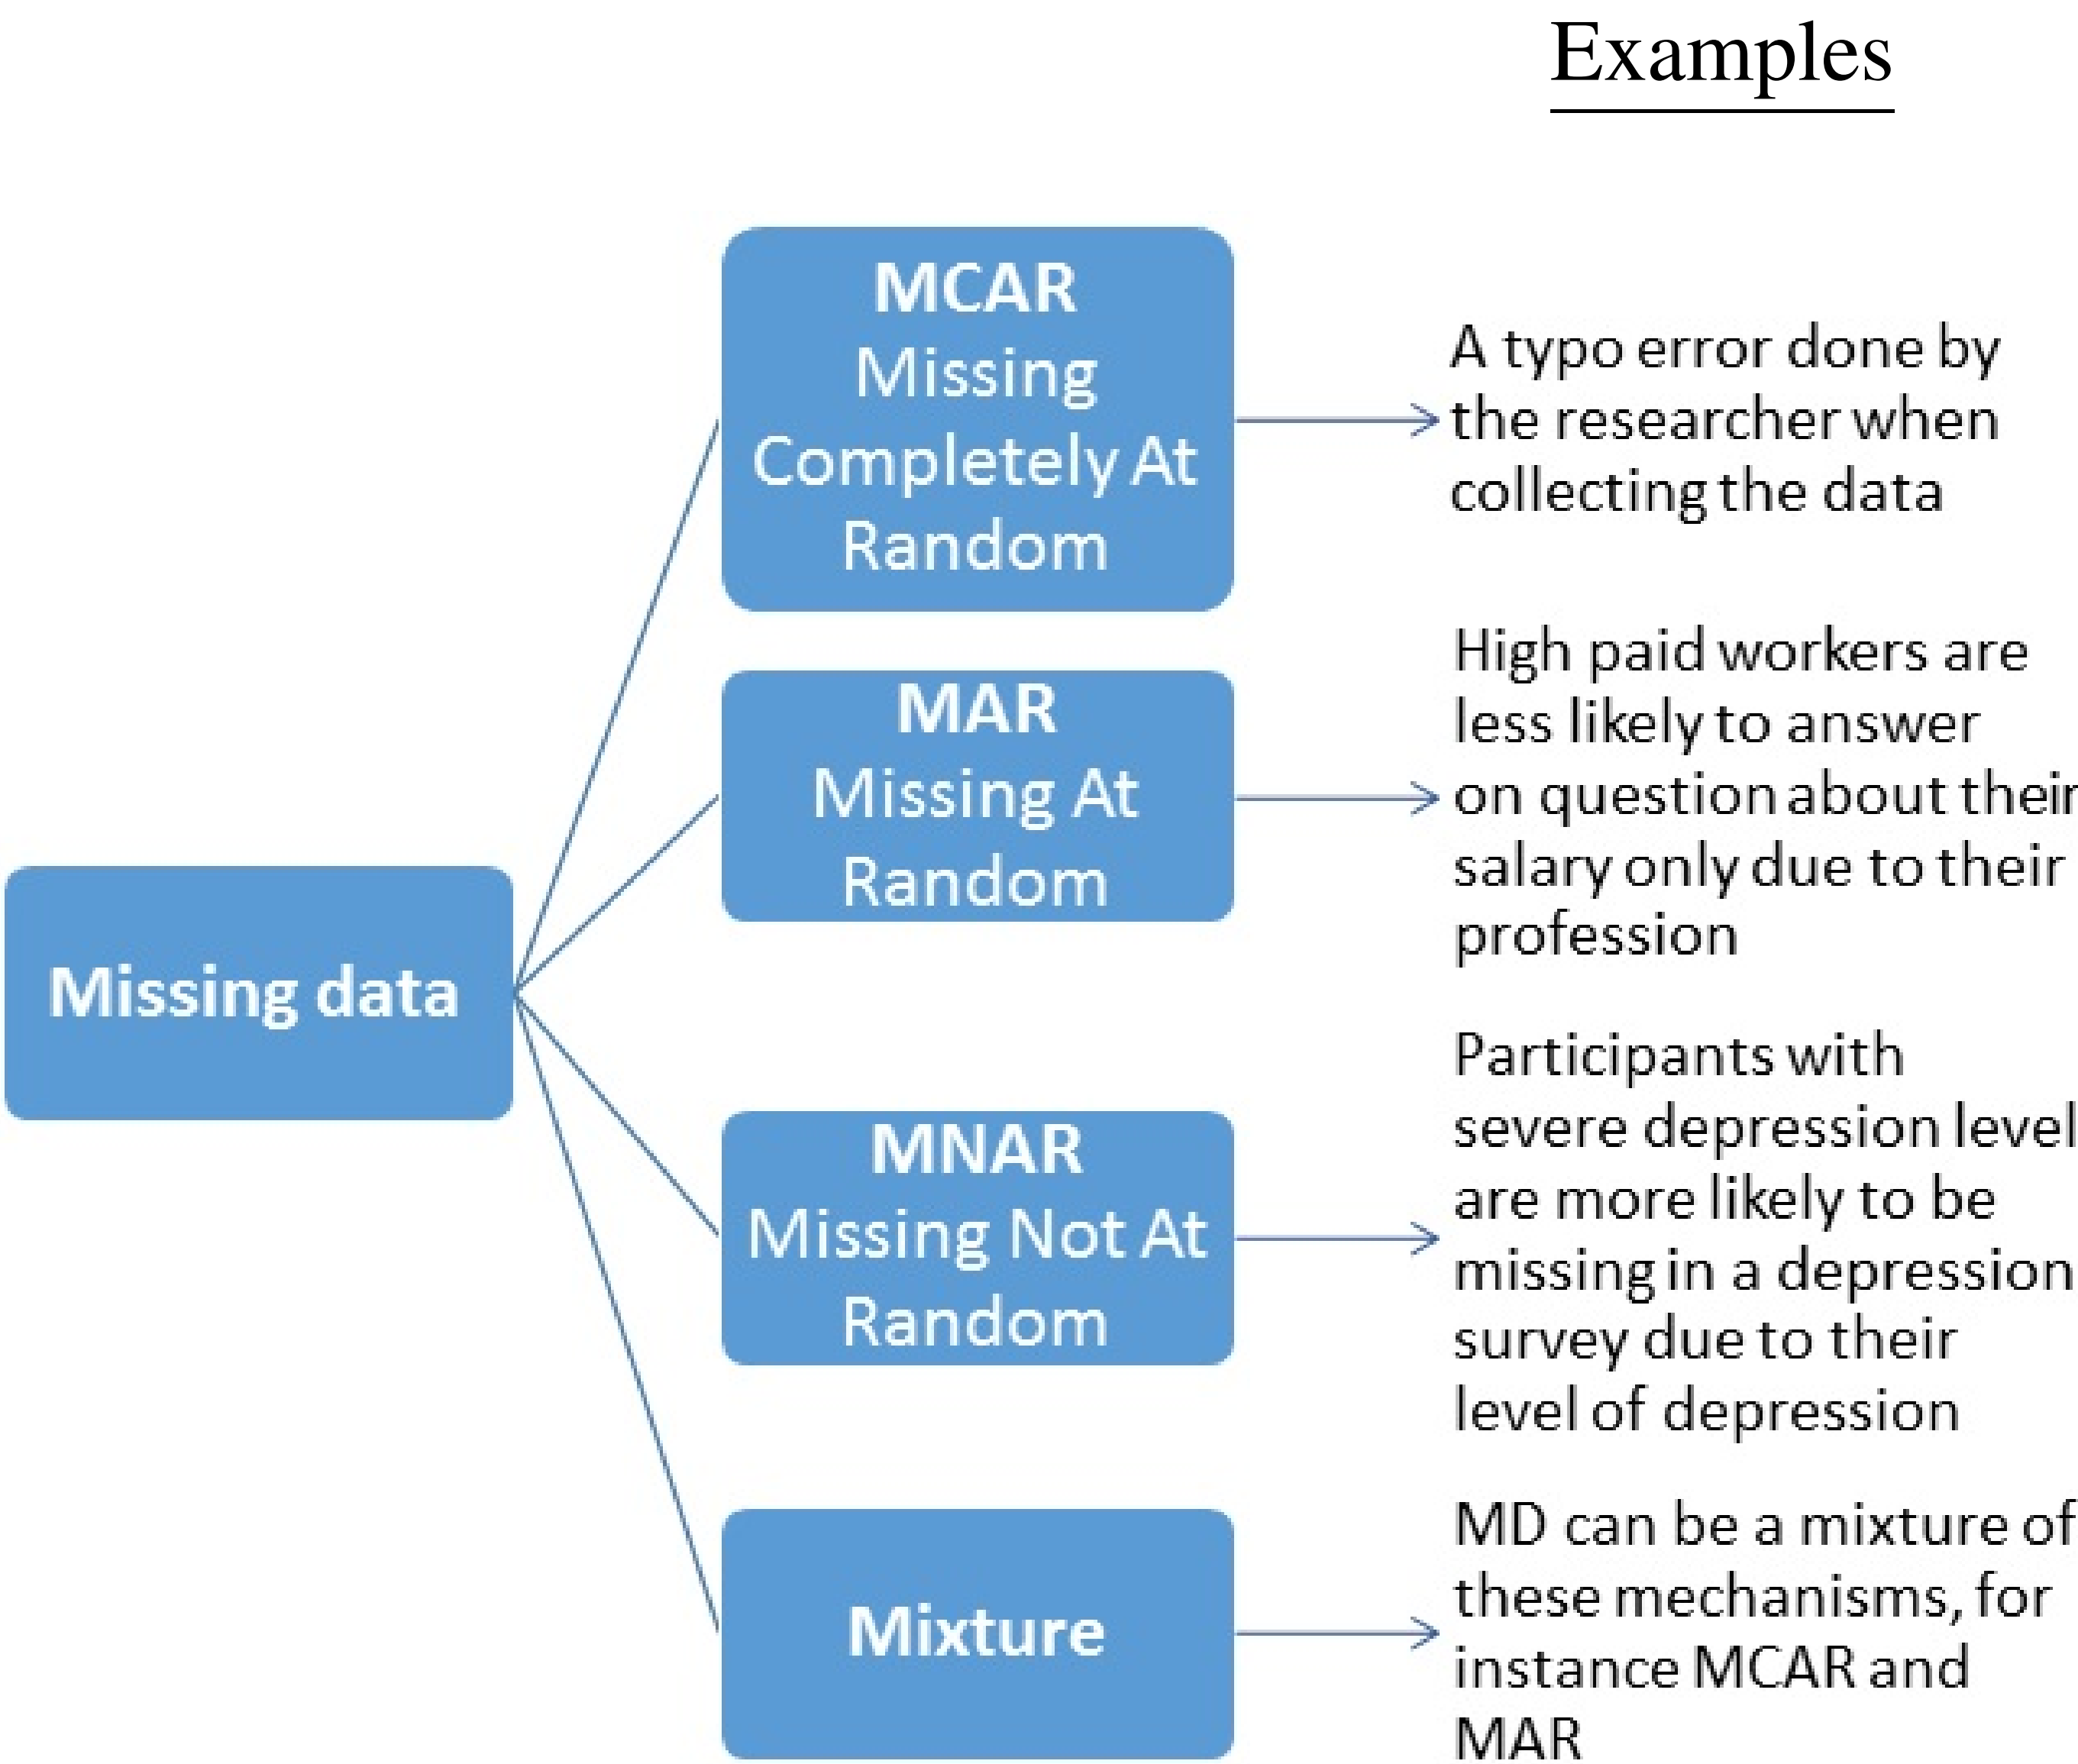 Examples
MCAR
Missing
Completely At
Random
A typo error done by
the researcher when
collecting the data
MAR
Missing At
Random
High paid workers are
less likely to answer
on question about their
salary only due to their
profession
Missing data
MNAR
Missing Not At
Random
Participants with
severe depression level
are more likely to be
missing in a depression
survey due to their
level of depression
Mixture
MD can be a mixture of
these mechanisms, for
instance MCAR and
MAR